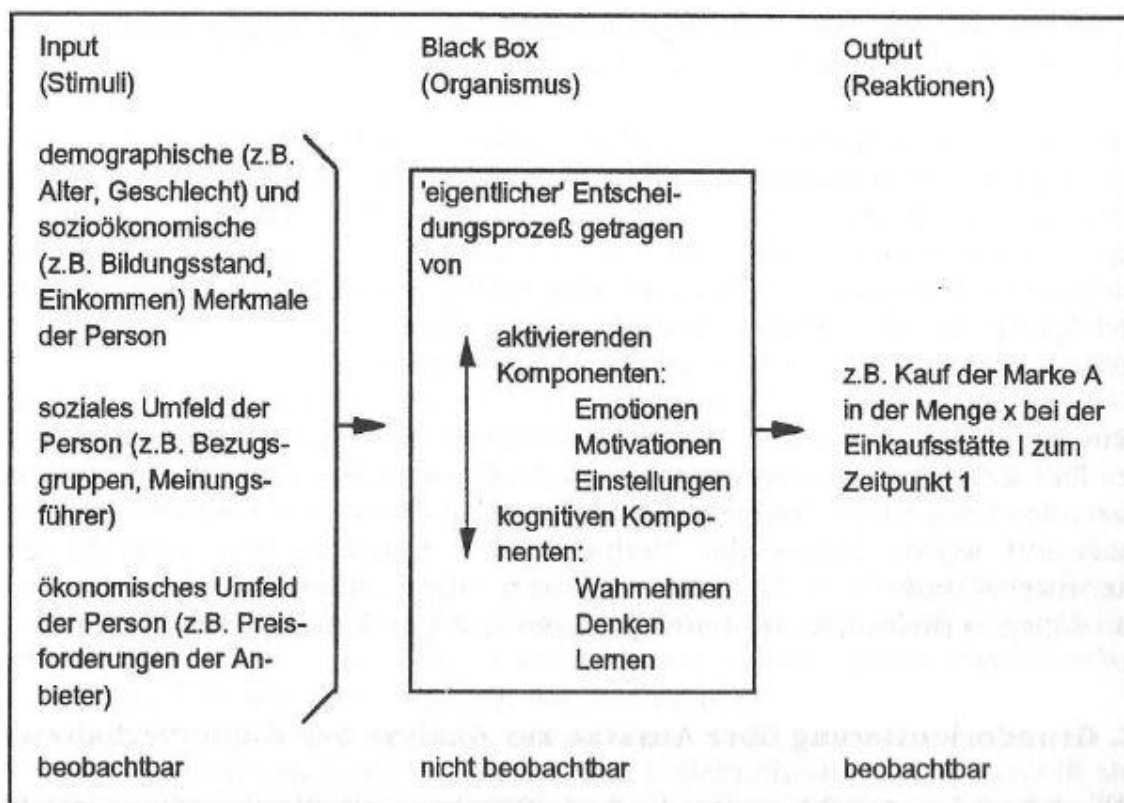 Input
(Stimuli)
Black Box
(Organismus)
Output
(Reaktionen)
demographische (z.B.
Alter, Geschlecht) und
sozioökonomische
(z.B. Bildungsstand,
Einkommen) Merkmale
der Person
soziales Umfeld der
Person (z.B. Bezugs-
gruppen, Meinungs-
führer)
ökonomisches Umfeld
der Person (z.B. Preis-
forderungen der An-
bieter)
'eigentlicher' Entschei-
dungsprozeß getragen
von
aktivierenden
Komponenten:
Emotionen
Motivationen
Einstellungen
kognitiven Kompo-
nenten:
Wahrnehmen
Denken
Lernen
z.B. Kauf der Marke A
in der Menge x bei der
Einkaufsstätte I zum
Zeitpunkt 1
beobachtbar
nicht beobachtbar
beobachtbar